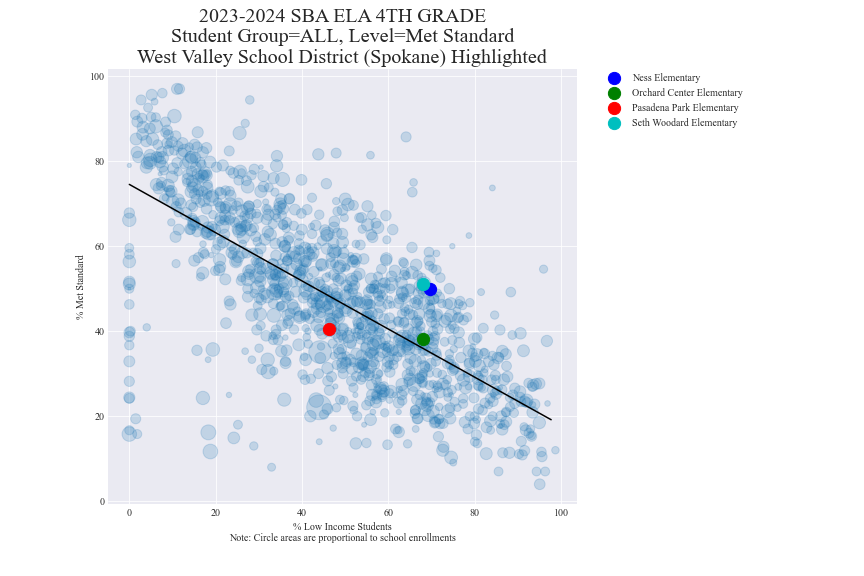 2023-2024 SBA ELA 4TH GRADE
Student Group=ALL, Level=Met Standard
West Valley School District (Spokane) Highlighted
Ness Elementary
Orchard Center Elementary
Pasadena Park Elementary
Seth Woodard Elementary
% Met Standard
100
80
60
40
20
0
0 20 40 60 80 100
% Low Income Students
Note: Circle areas are proportional to school enrollments